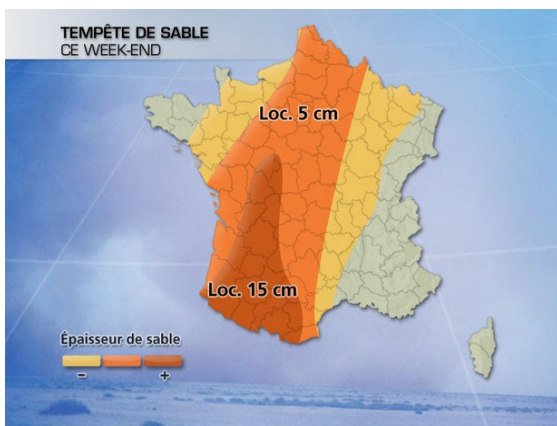 TEMPÊTE DE SABLE
CE WEEK-END
Loc. 5 cm
Loc. 15 cm
Épaisseur de sable
- +